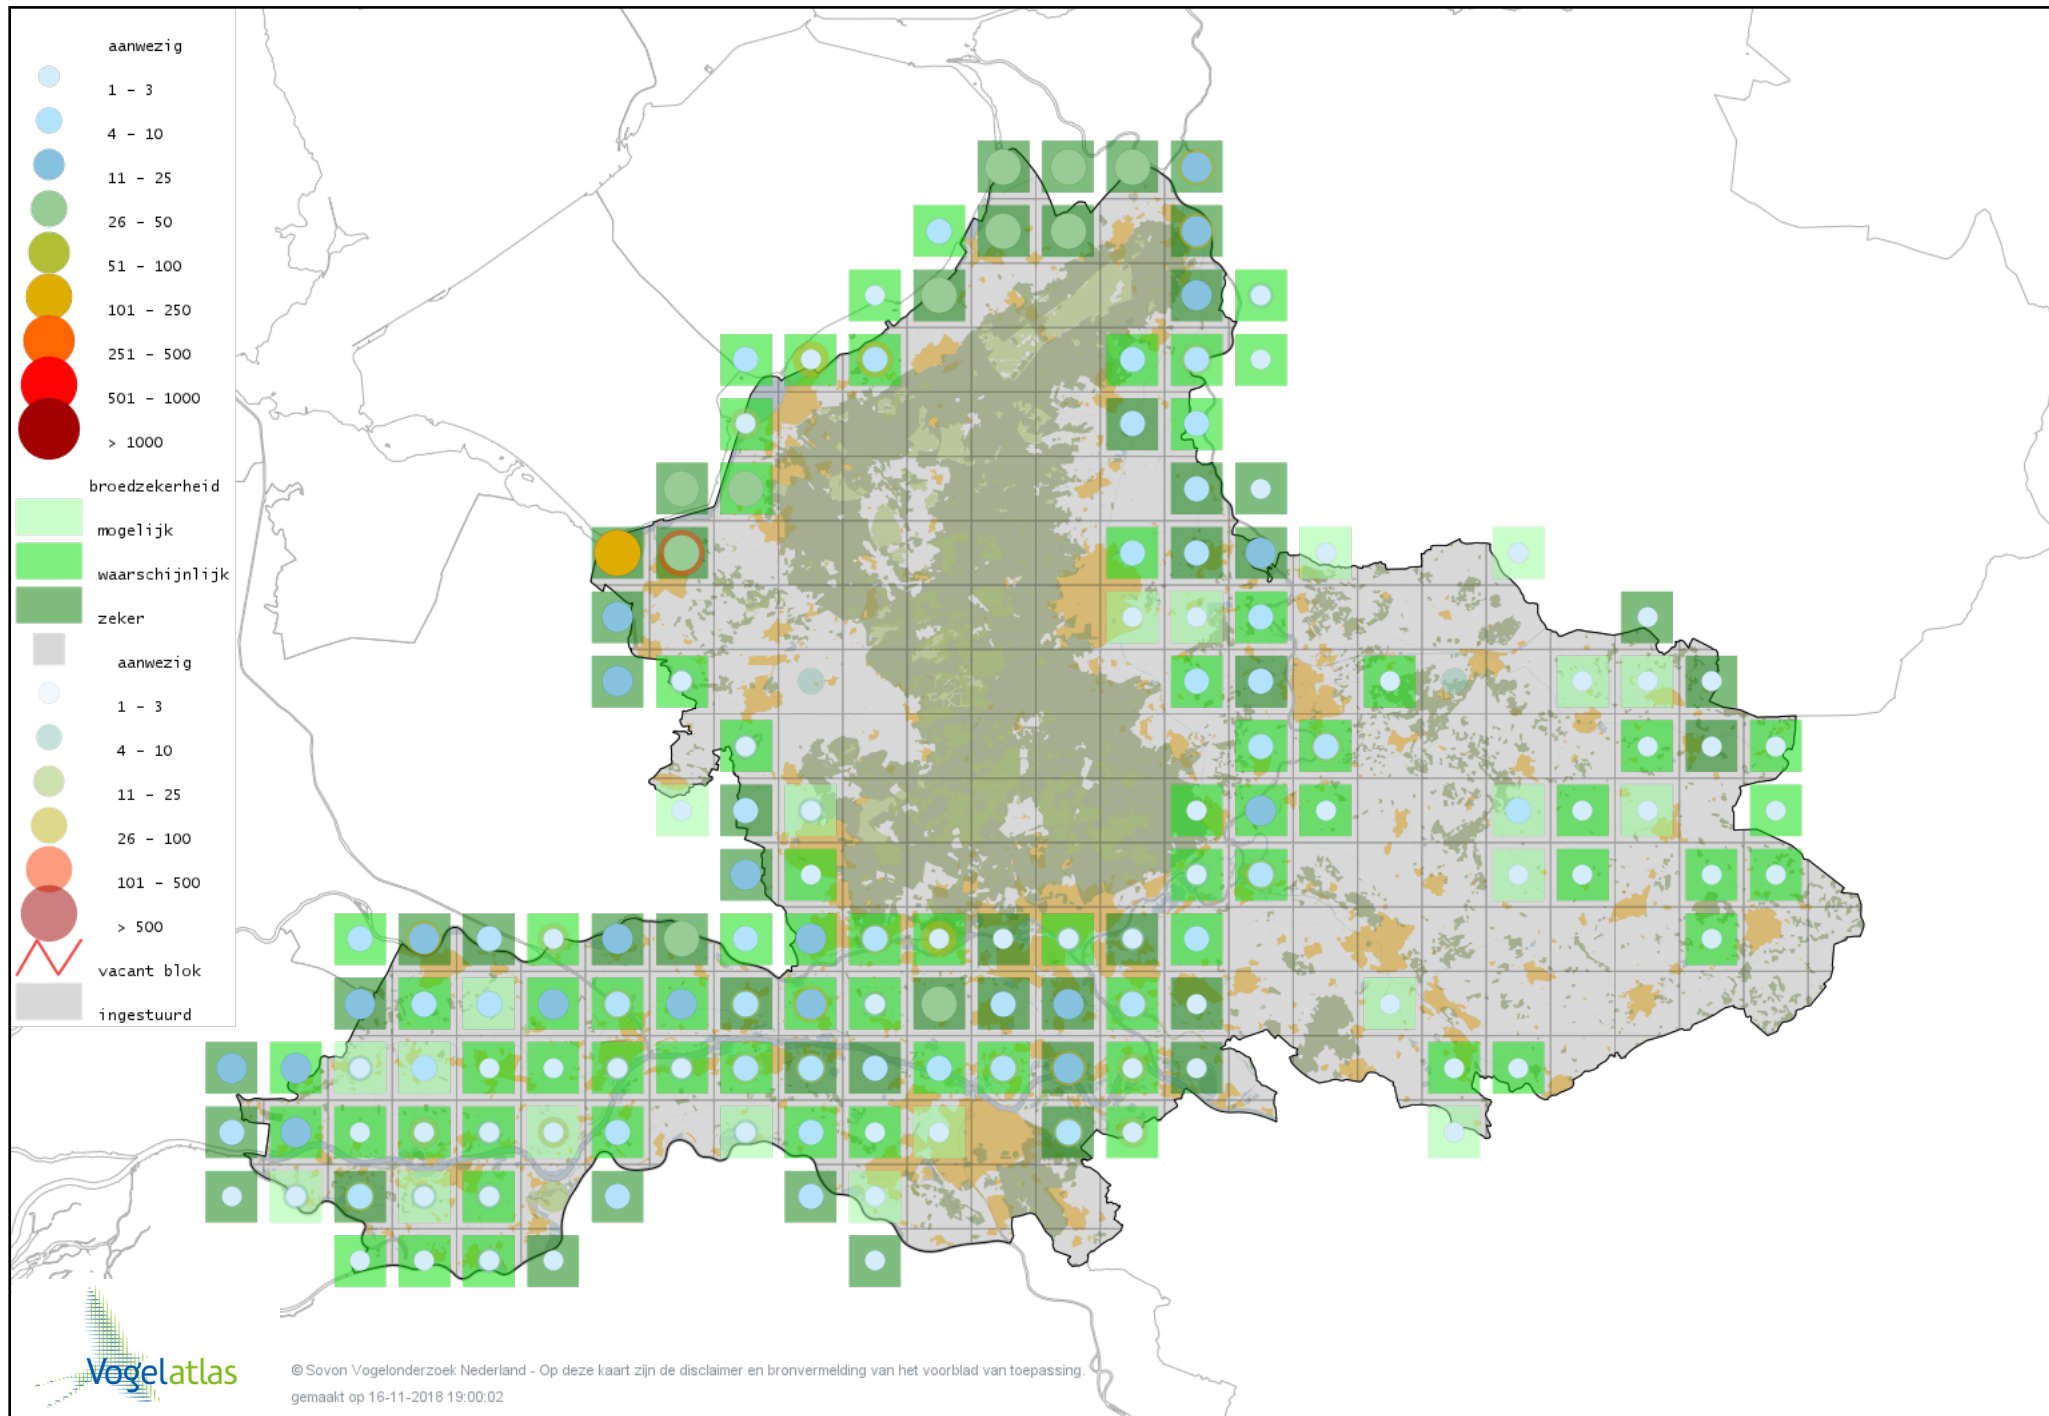 aanwezig
1 - 3
4 - 10
11 - 25
26 - 50
51 - 100
101 - 250
251 - 500
501 - 1000
> 1000
broedzekerheid
mogelijk
waarschijnlijk
zeker
aanwezig
1 - 3
4 - 10
11 - 25
26 - 100
101 - 500
> 500
vacant blok
ingestuurd
Vogelatlas
© Sovon Vogelonderzoek Nederland - Op deze kaart zijn de disclaimer en bronvermelding van het voorblad van toepassing.
gemaakt op 16-11-2018 19:00:02